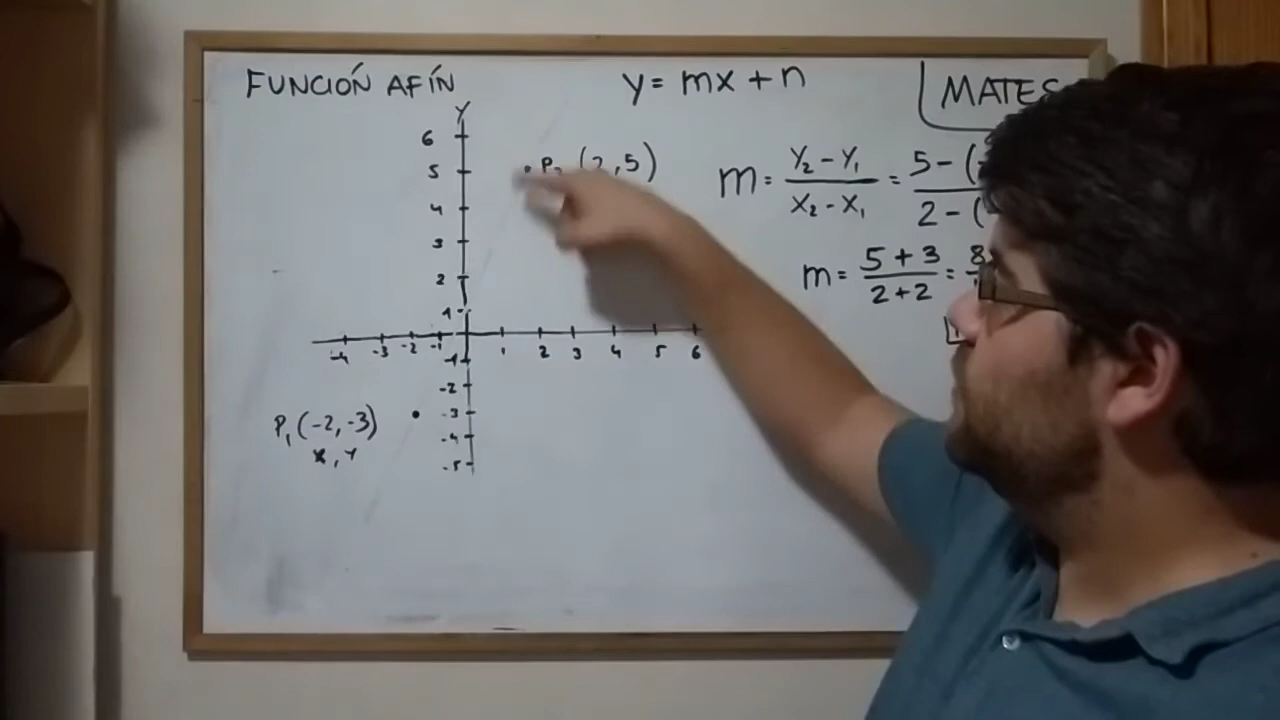 FUNCIÓN AFÍN
y = mx + n
MATES
Y
6
5
4
3
2
1
-4 -3 -2 -1 1 2 3 4 5 6
-1
-2
-3
-4
-5
P₂ (2,5)
P₁ (-2,-3)
X, Y
m = Y₂ - Y₁ / X₂ - X₁ = 5 - ( / 2 - (
m = 5 + 3 / 2 + 2 = 8